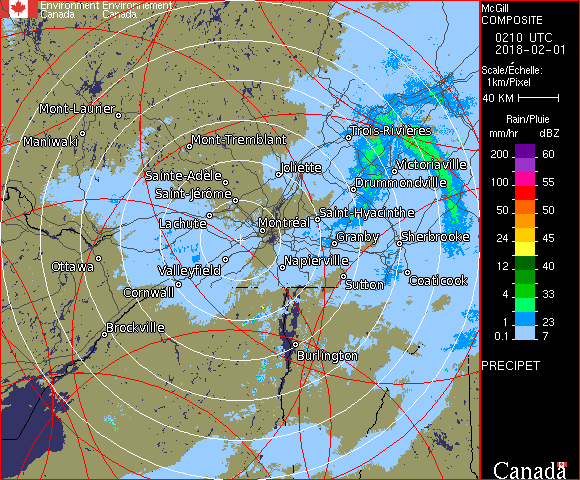 Environment Environnement
Canada Canada
McGill
COMPOSITE
0210 UTC
2018-02-01
Scale/Échelle:
1km/Pixel
40 KM
Rain/Pluie
mm/hr dBZ
200 60
100 55
50 50
24 45
12 40
4 33
1 23
0.1 7
PRECIPET
Canada
Mont-Laurier
Maniwaki
Mont-Tremblant
Trois-Rivières
Joliette
Victoriaville
Sainte-Adèle
Drummondville
Saint-Jérôme
Lachute
Saint-Hyacinthe
Montréal
Granby
Sherbrooke
Ottawa
Valleyfield
Napierville
Cornwall
Sutton
Coaticook
Brockville
Burlington